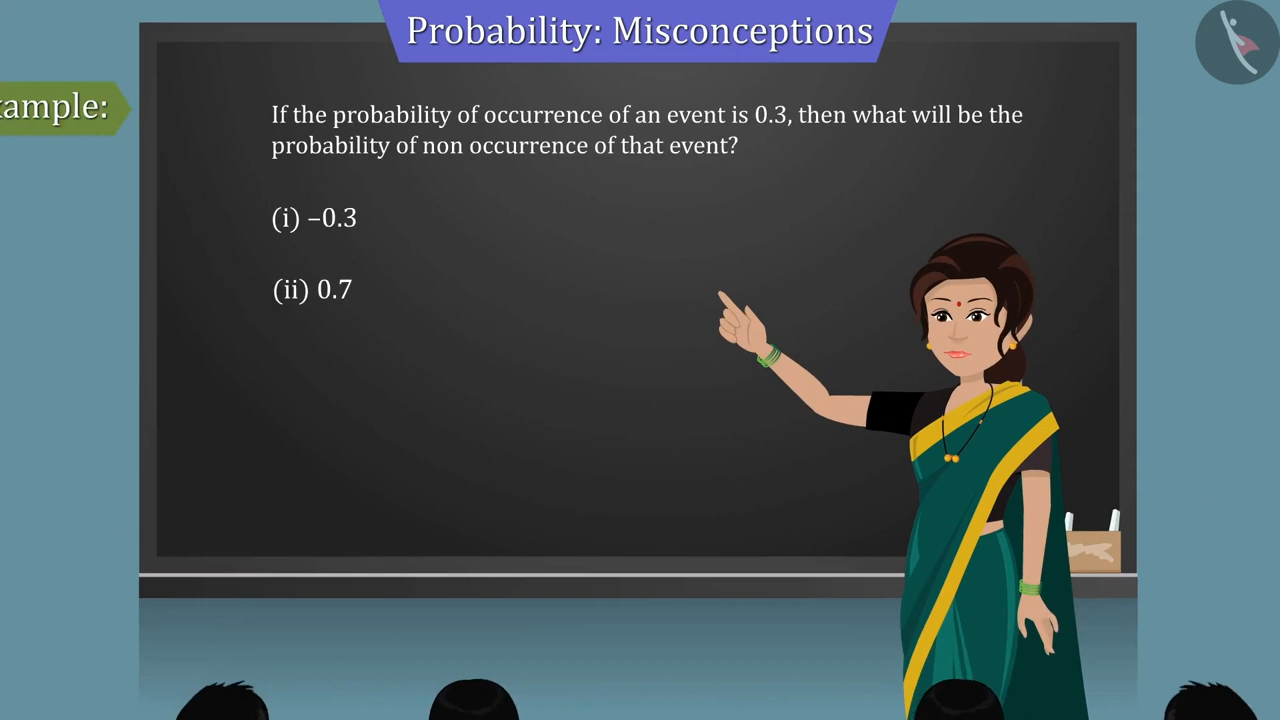 Probability: Misconceptions
xample:
If the probability of occurrence of an event is 0.3, then what will be the
probability of non occurrence of that event?
(i) –0.3
(ii) 0.7